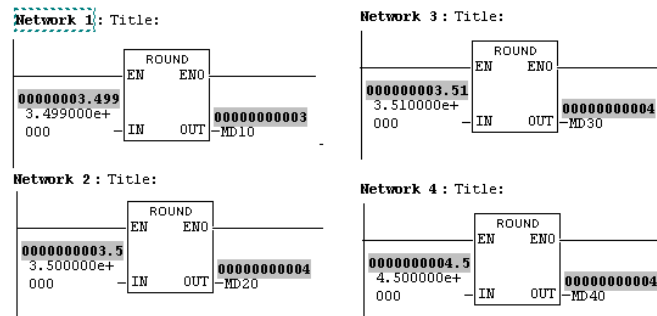 Network 1: Title:
ROUND
EN ENO
00000003.499
3.499000e+
000
IN OUT
00000000003
MD10
Network 2: Title:
ROUND
EN ENO
0000000003.5
3.500000e+
000
IN OUT
00000000004
MD20
Network 3: Title:
ROUND
EN ENO
000000003.51
3.510000e+
000
IN OUT
00000000004
MD30
Network 4: Title:
ROUND
EN ENO
0000000004.5
4.500000e+
000
IN OUT
00000000004
MD40